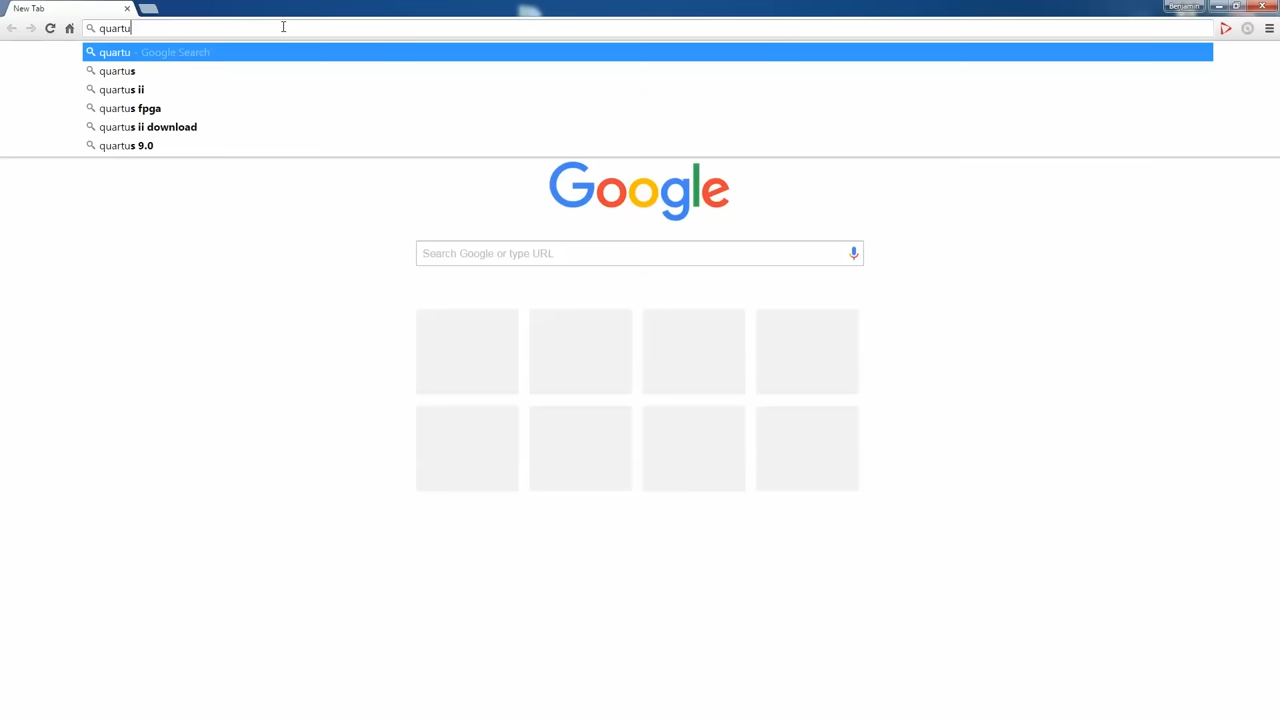 New Tab
Benjamin
quartu
quartu - Google Search
quartus
quartus ii
quartus fpga
quartus ii download
quartus 9.0
Google
Search Google or type URL